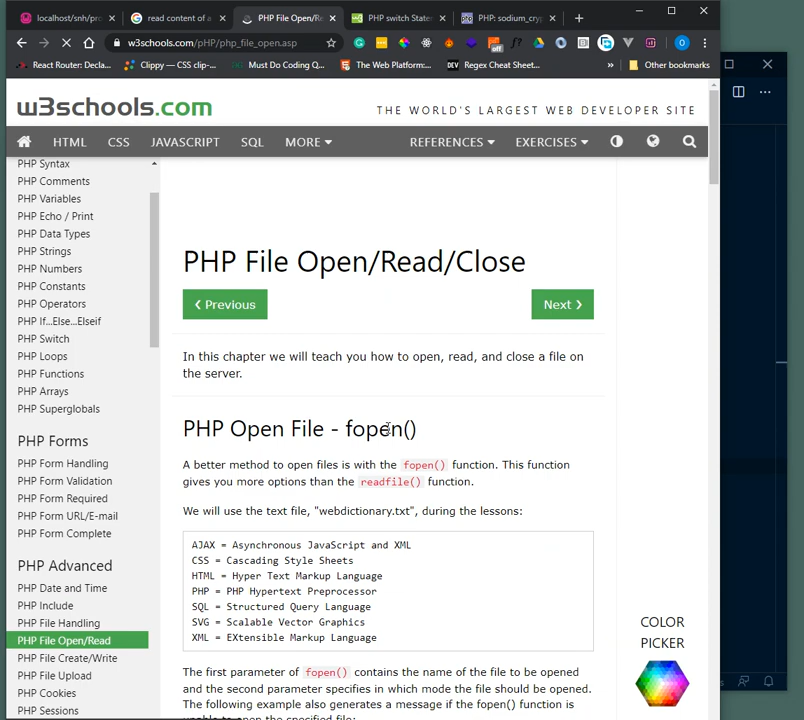 localhost/snh/pro
read content of a
PHP File Open/Re
PHP switch Statem
PHP: sodium_cry
w3schools.com/pHP/php_file_open.asp
off
React Router: Decla...
Clippy — CSS clip-...
Must Do Coding Q...
The Web Platform:...
DEV
Regex Cheat Sheet...
»
Other bookmarks
w3schools.com
THE WORLD'S LARGEST WEB DEVELOPER SITE
HTML CSS JAVASCRIPT SQL MORE REFERENCES EXERCISES
PHP Syntax
PHP Comments
PHP Variables
PHP Echo / Print
PHP Data Types
PHP Strings
PHP Numbers
PHP Constants
PHP Operators
PHP If...Else...Elseif
PHP Switch
PHP Loops
PHP Functions
PHP Arrays
PHP Superglobals
PHP Forms
PHP Form Handling
PHP Form Validation
PHP Form Required
PHP Form URL/E-mail
PHP Form Complete
PHP Advanced
PHP Date and Time
PHP Include
PHP File Handling
PHP File Open/Read
PHP File Create/Write
PHP File Upload
PHP Cookies
PHP Sessions
PHP File Open/Read/Close
❮ Previous
Next ❯
In this chapter we will teach you how to open, read, and close a file on
the server.
PHP Open File - fopen()
A better method to open files is with the fopen() function. This function
gives you more options than the readfile() function.
We will use the text file, "webdictionary.txt", during the lessons:
AJAX = Asynchronous JavaScript and XML
CSS = Cascading Style Sheets
HTML = Hyper Text Markup Language
PHP = PHP Hypertext Preprocessor
SQL = Structured Query Language
SVG = Scalable Vector Graphics
XML = EXtensible Markup Language
The first parameter of fopen() contains the name of the file to be opened
and the second parameter specifies in which mode the file should be opened.
The following example also generates a message if the fopen() function is
unable to open the specified file:
COLOR
PICKER